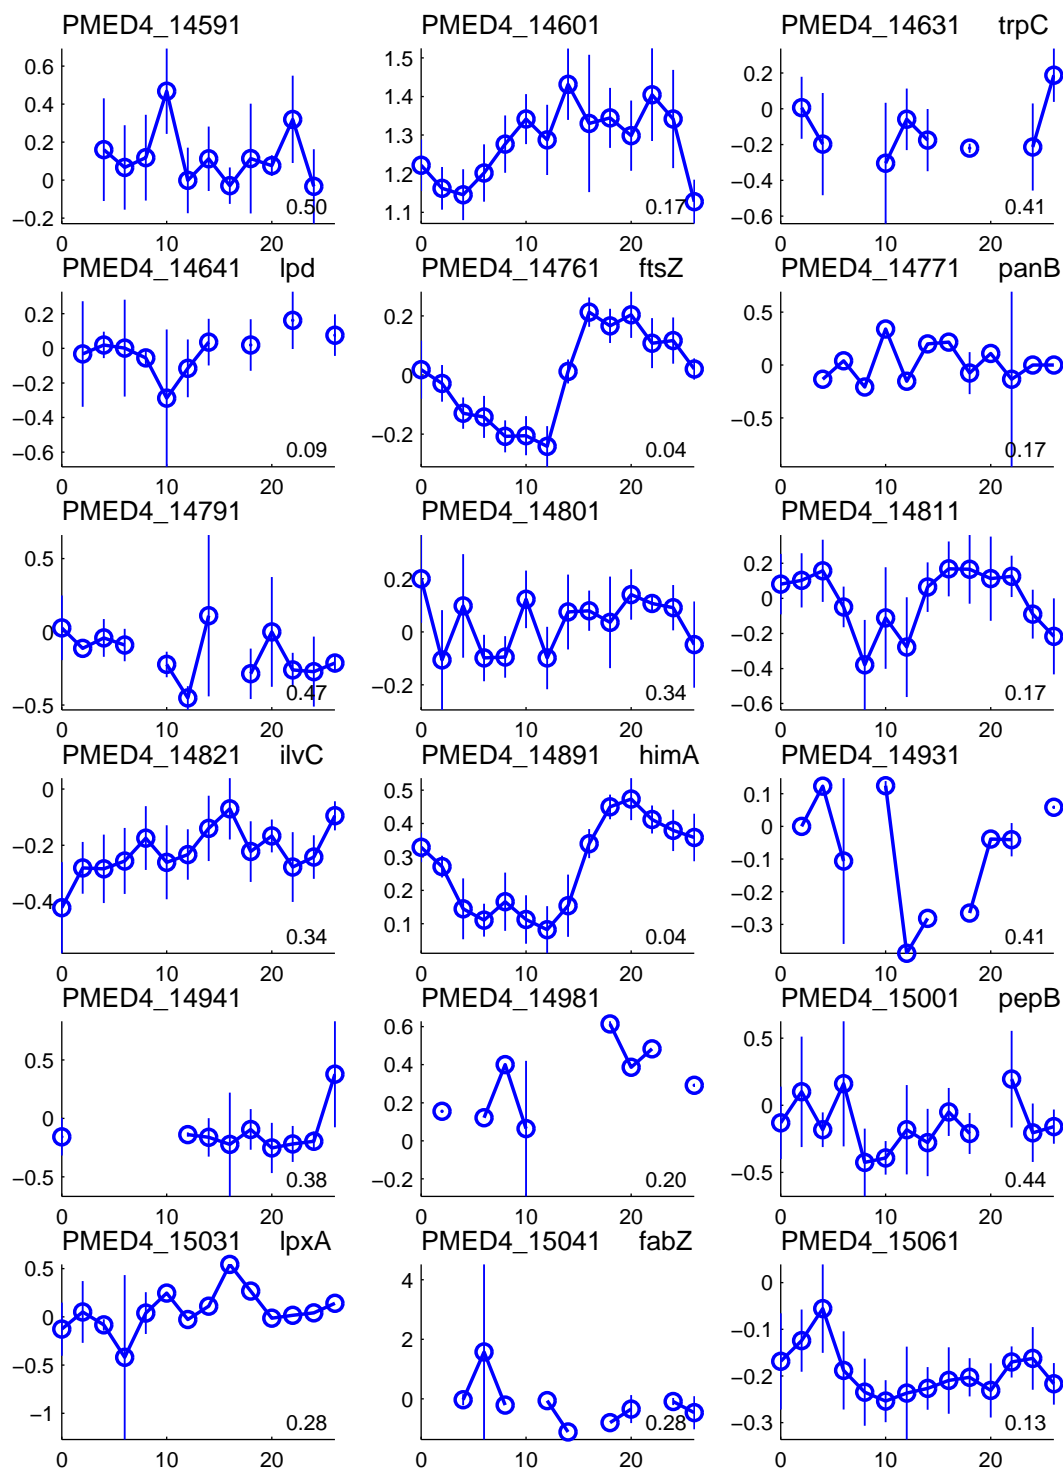 PMED4_14591
0.6
0.4
0.2
0
−0.2
0.50
0 10 20
PMED4_14601
1.5
1.4
1.3
1.2
1.1
0.17
0 10 20
PMED4_14631 trpC
0.2
0
−0.2
−0.4
−0.6
0.41
0 10 20
PMED4_14641 lpd
0.2
0
−0.2
−0.4
−0.6
0.09
0 10 20
PMED4_14761 ftsZ
0.2
0
−0.2
0.04
0 10 20
PMED4_14771 panB
0.5
0
−0.5
0.17
0 10 20
PMED4_14791
0.5
0
−0.5
0.47
0 10 20
PMED4_14801
0.2
0
−0.2
0.34
0 10 20
PMED4_14811
0.2
0
−0.2
−0.4
−0.6
0.17
0 10 20
PMED4_14821 ilvC
0
−0.2
−0.4
0.34
0 10 20
PMED4_14891 himA
0.5
0.4
0.3
0.2
0.1
0.04
0 10 20
PMED4_14931
0.1
0
−0.1
−0.2
−0.3
0.41
0 10 20
PMED4_14941
0.5
0
−0.5
0.38
0 10 20
PMED4_14981
0.6
0.4
0.2
0
−0.2
0.20
0 10 20
PMED4_15001 pepB
0.5
0
−0.5
0.44
0 10 20
PMED4_15031 lpxA
0.5
0
−0.5
−1
0.28
0 10 20
PMED4_15041 fabZ
4
2
0
0.28
0 10 20
PMED4_15061
0
−0.1
−0.2
−0.3
0.13
0 10 20